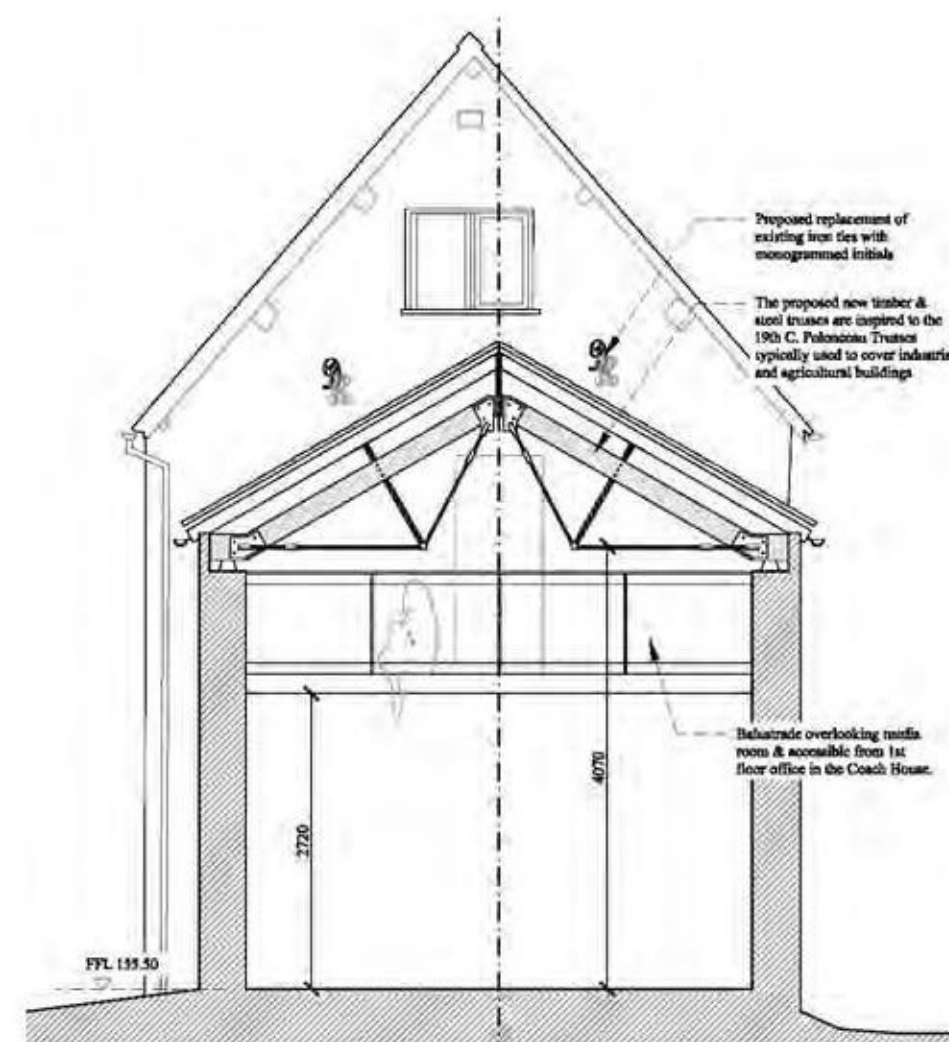 Proposed replacement of
existing iron ties with
monogrammed initials
The proposed new timber &
steel trusses are inspired to the
19th C. Polonceau Trusses
typically used to cover industria
and agricultural buildings
Balustrade overlooking media
room & accessible from 1st
floor office in the Coach House.
4070
2720
FFL 155.50